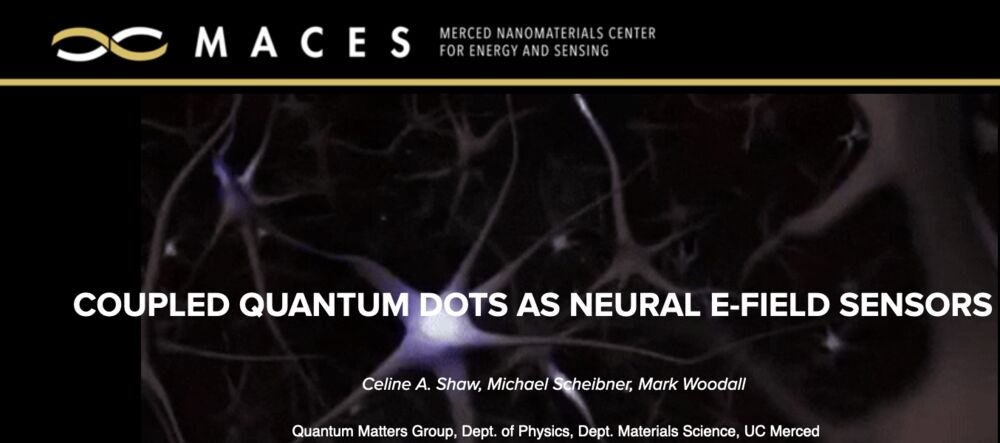 MACES
MERCED NANOMATERIALS CENTER
FOR ENERGY AND SENSING
COUPLED QUANTUM DOTS AS NEURAL E-FIELD SENSORS
Celine A. Shaw, Michael Scheibner, Mark Woodall
Quantum Matters Group, Dept. of Physics, Dept. Materials Science, UC Merced